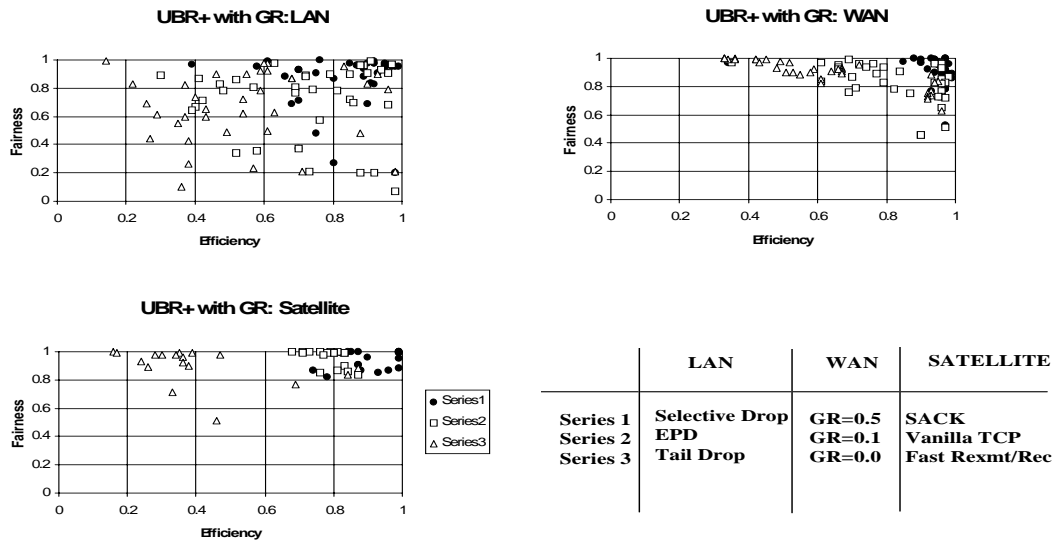 UBR+ with GR: LAN
1
0.8
0.6
0.4
0.2
0
Fairness
0 0.2 0.4 0.6 0.8 1
Efficiency
UBR+ with GR: WAN
1
0.8
0.6
0.4
0.2
0
Fairness
0 0.2 0.4 0.6 0.8 1
Efficiency
UBR+ with GR: Satellite
1
0.8
0.6
0.4
0.2
0
Fairness
0 0.2 0.4 0.6 0.8 1
Efficiency
Series1
Series2
Series3
LAN WAN SATELLITE
Series 1 Selective Drop GR=0.5 SACK
Series 2 EPD GR=0.1 Vanilla TCP
Series 3 Tail Drop GR=0.0 Fast Rexmt/Rec